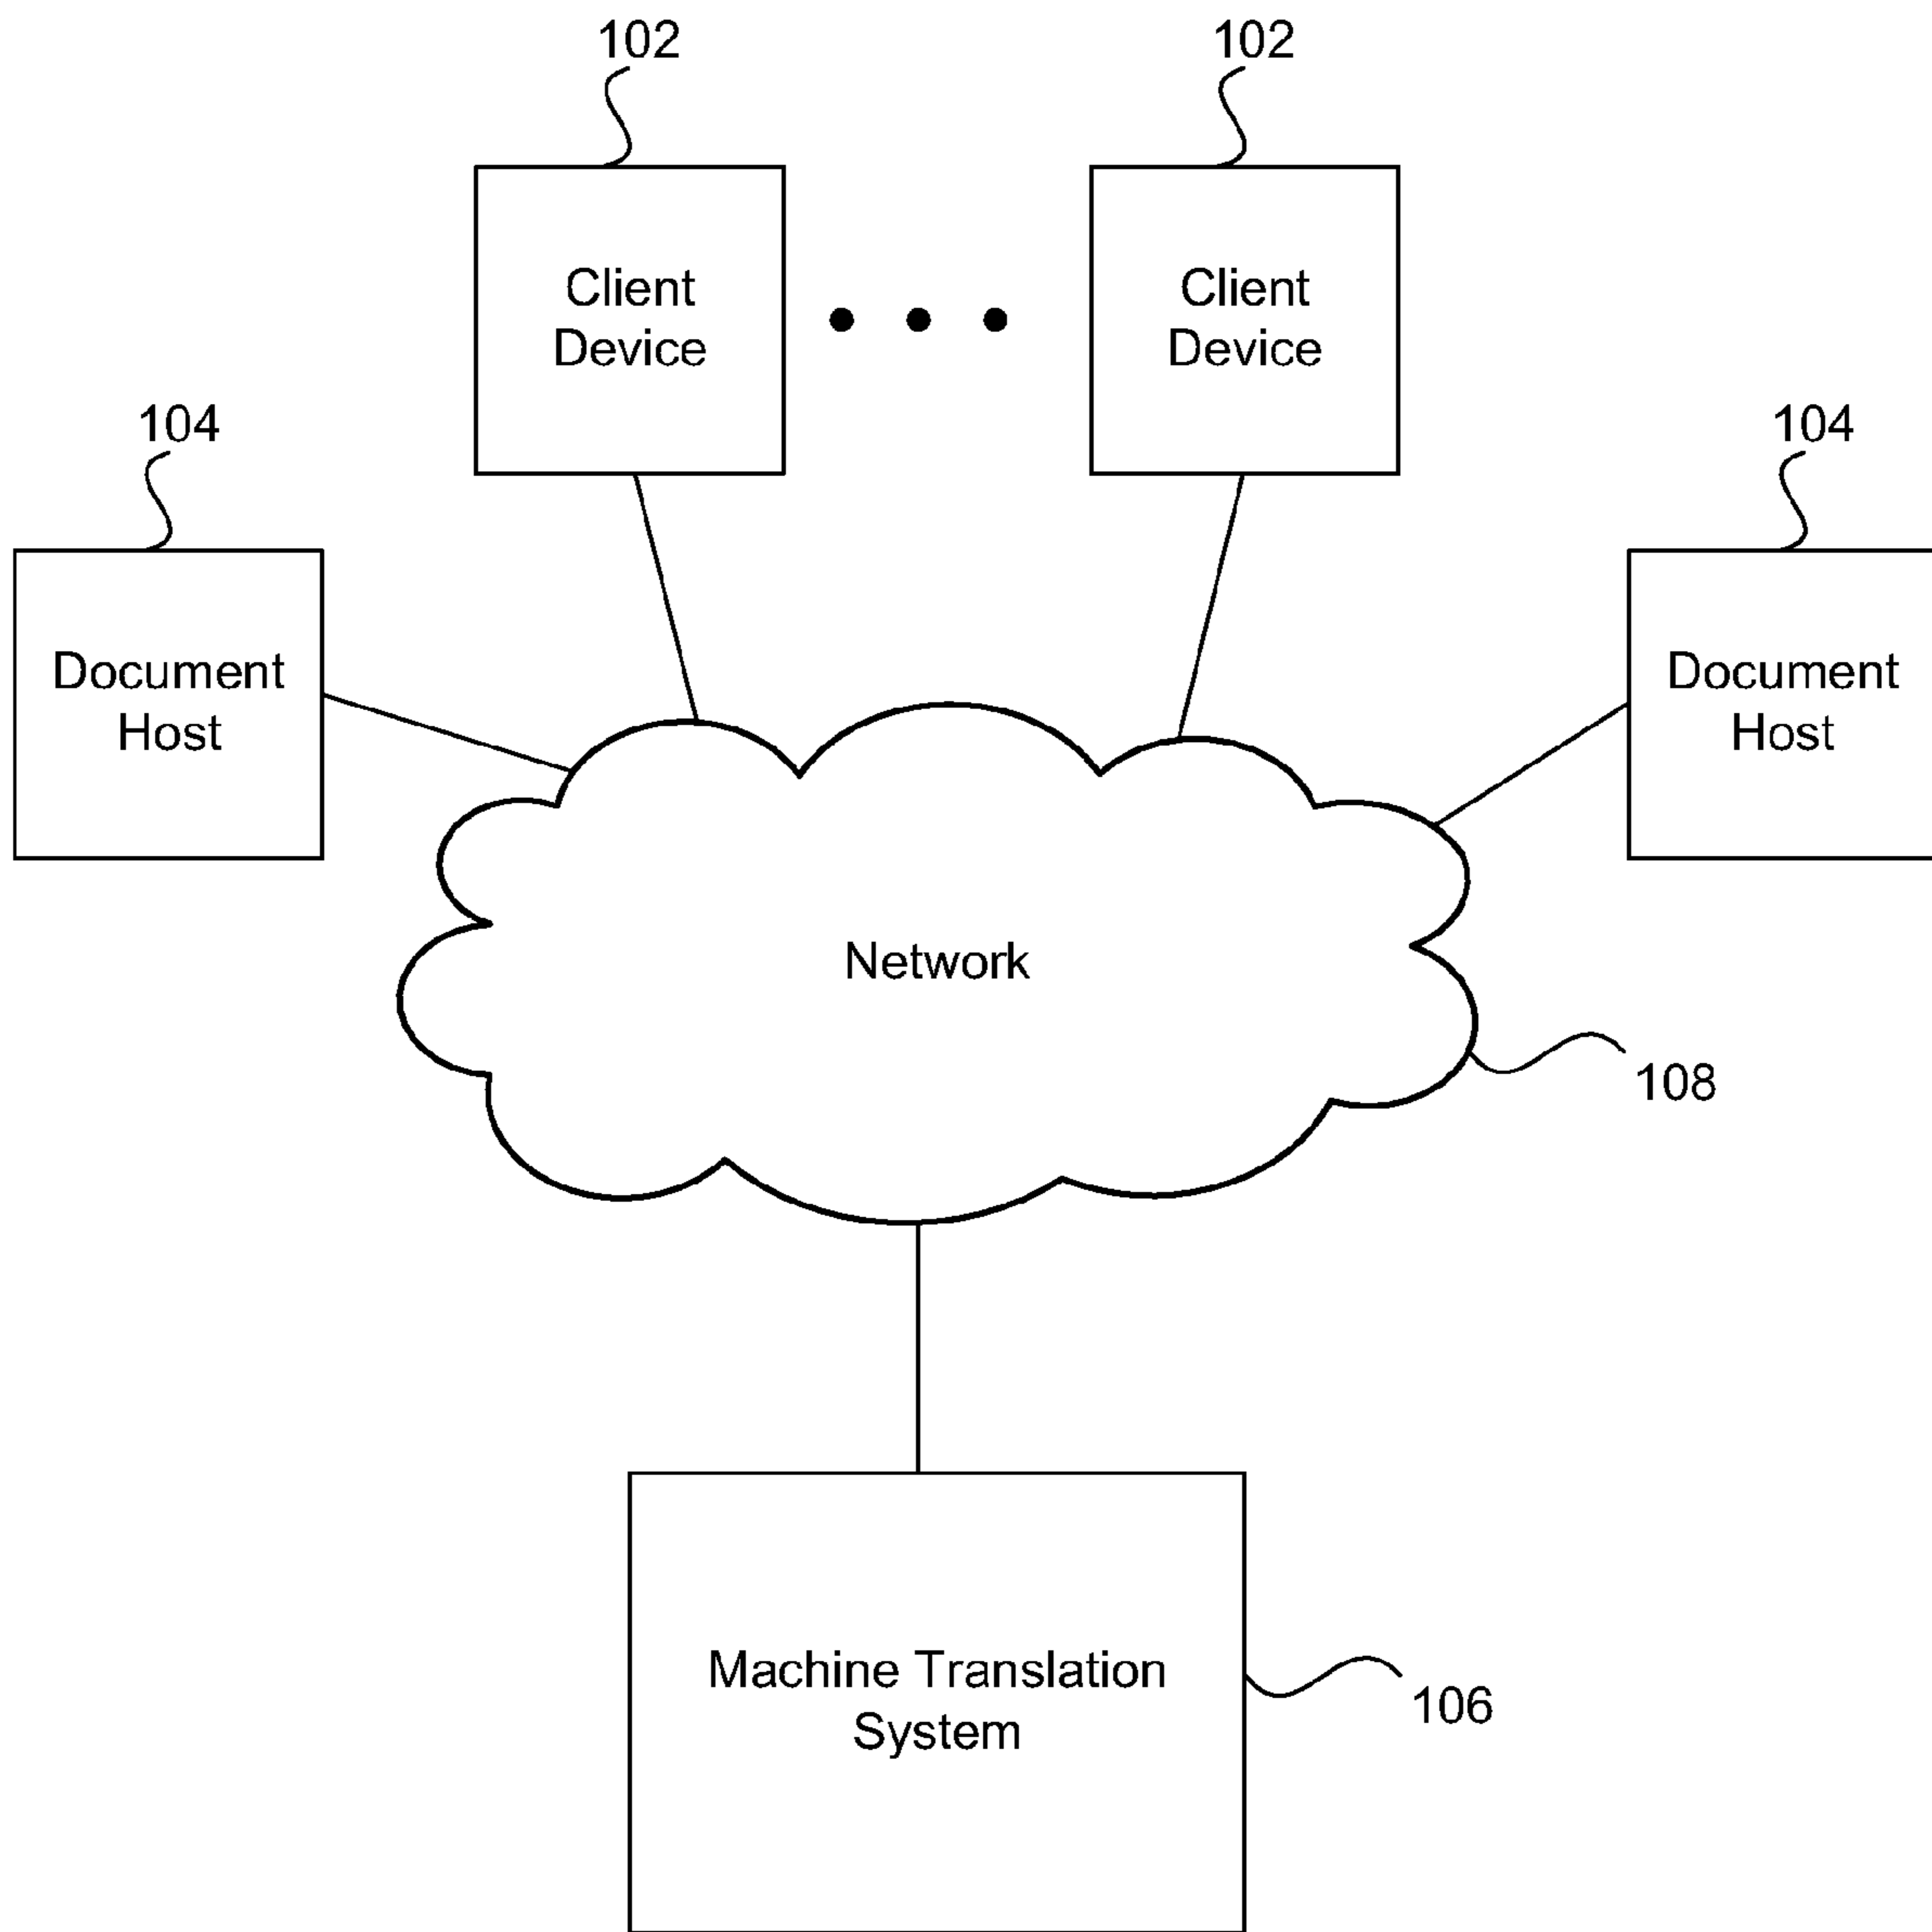 102
102
Client
Device
Client
Device
104
104
Document
Host
Document
Host
Network
108
Machine Translation
System
106